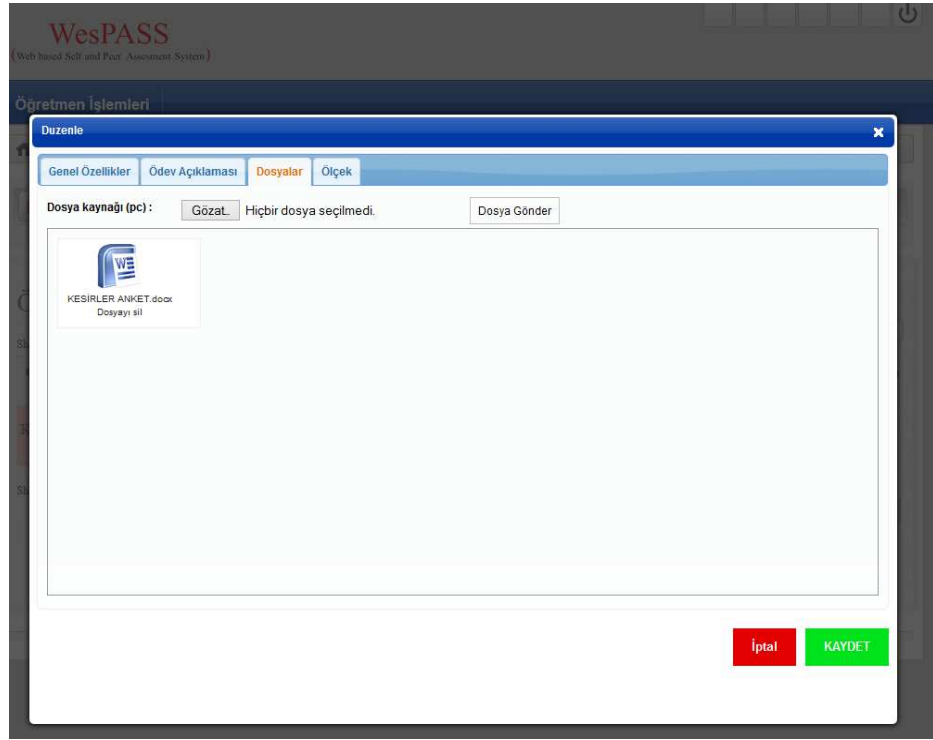 WesPASS
(Web based Self and Peer Assesment System)
Öğretmen İşlemleri
Duzenle
Genel Özellikler Ödev Açıklaması Dosyalar Ölçek
Dosya kaynağı (pc) : Gözat.. Hiçbir dosya seçilmedi. Dosya Gönder
KESİRLER ANKET.docx
Dosyayı sil
İptal KAYDET